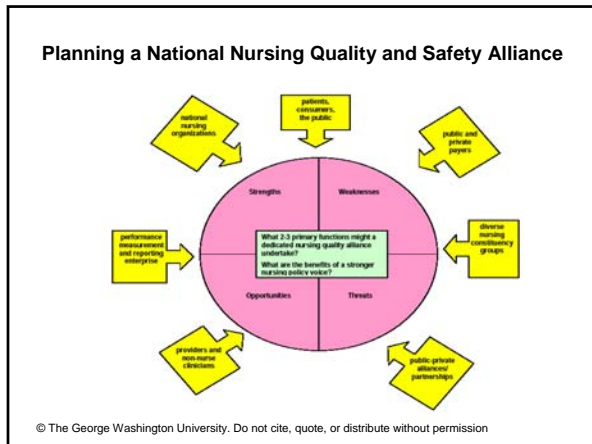 Planning a National Nursing Quality and Safety Alliance
patients,
consumers,
the public
national
nursing
organizations
public and
private
payers
Strengths
Weaknesses
performance
measurement
and reporting
enterprise
What 2-3 primary functions might a
dedicated nursing quality alliance
undertake?
What are the benefits of a stronger
nursing policy voice?
diverse
nursing
constituency
groups
Opportunities
Threats
providers and
non-nurse
clinicians
public-private
alliances/
partnerships
© The George Washington University. Do not cite, quote, or distribute without permission